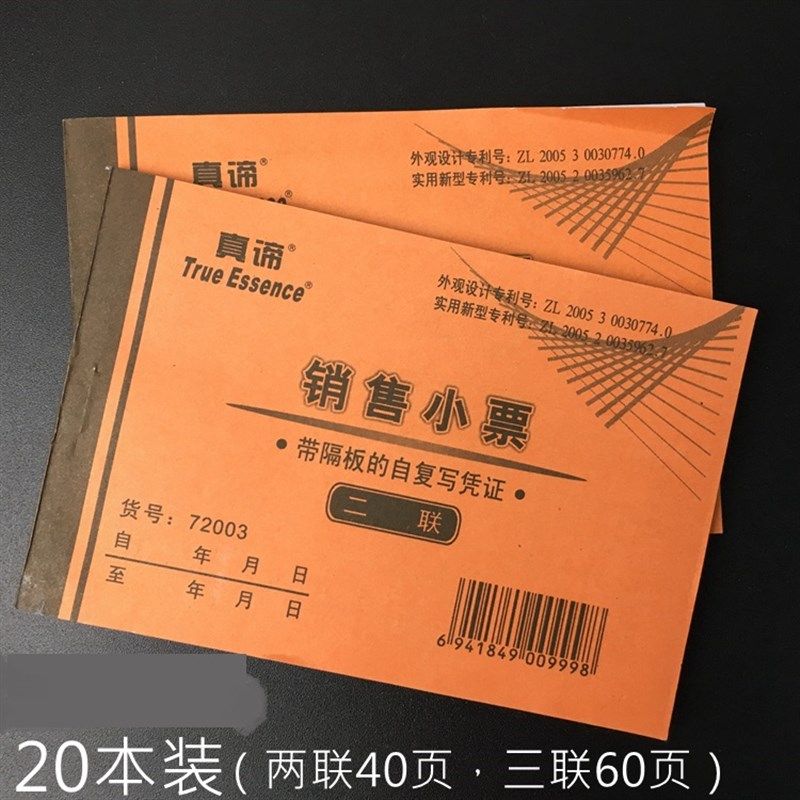 真谛®
True Essence®
外观设计专利号：ZL 2005 3 0030774.0
实用新型专利号：ZL 2005 2 0035962.7
真谛®
True Essence®
外观设计专利号：ZL 2005 3 0030774.0
实用新型专利号：ZL 2005 2 0035962.7
销售小票
•带隔板的自复写凭证•
二 联
货号：72003
自 年 月 日
至 年 月 日
6 941849 009998
20本装（两联40页，三联60页）